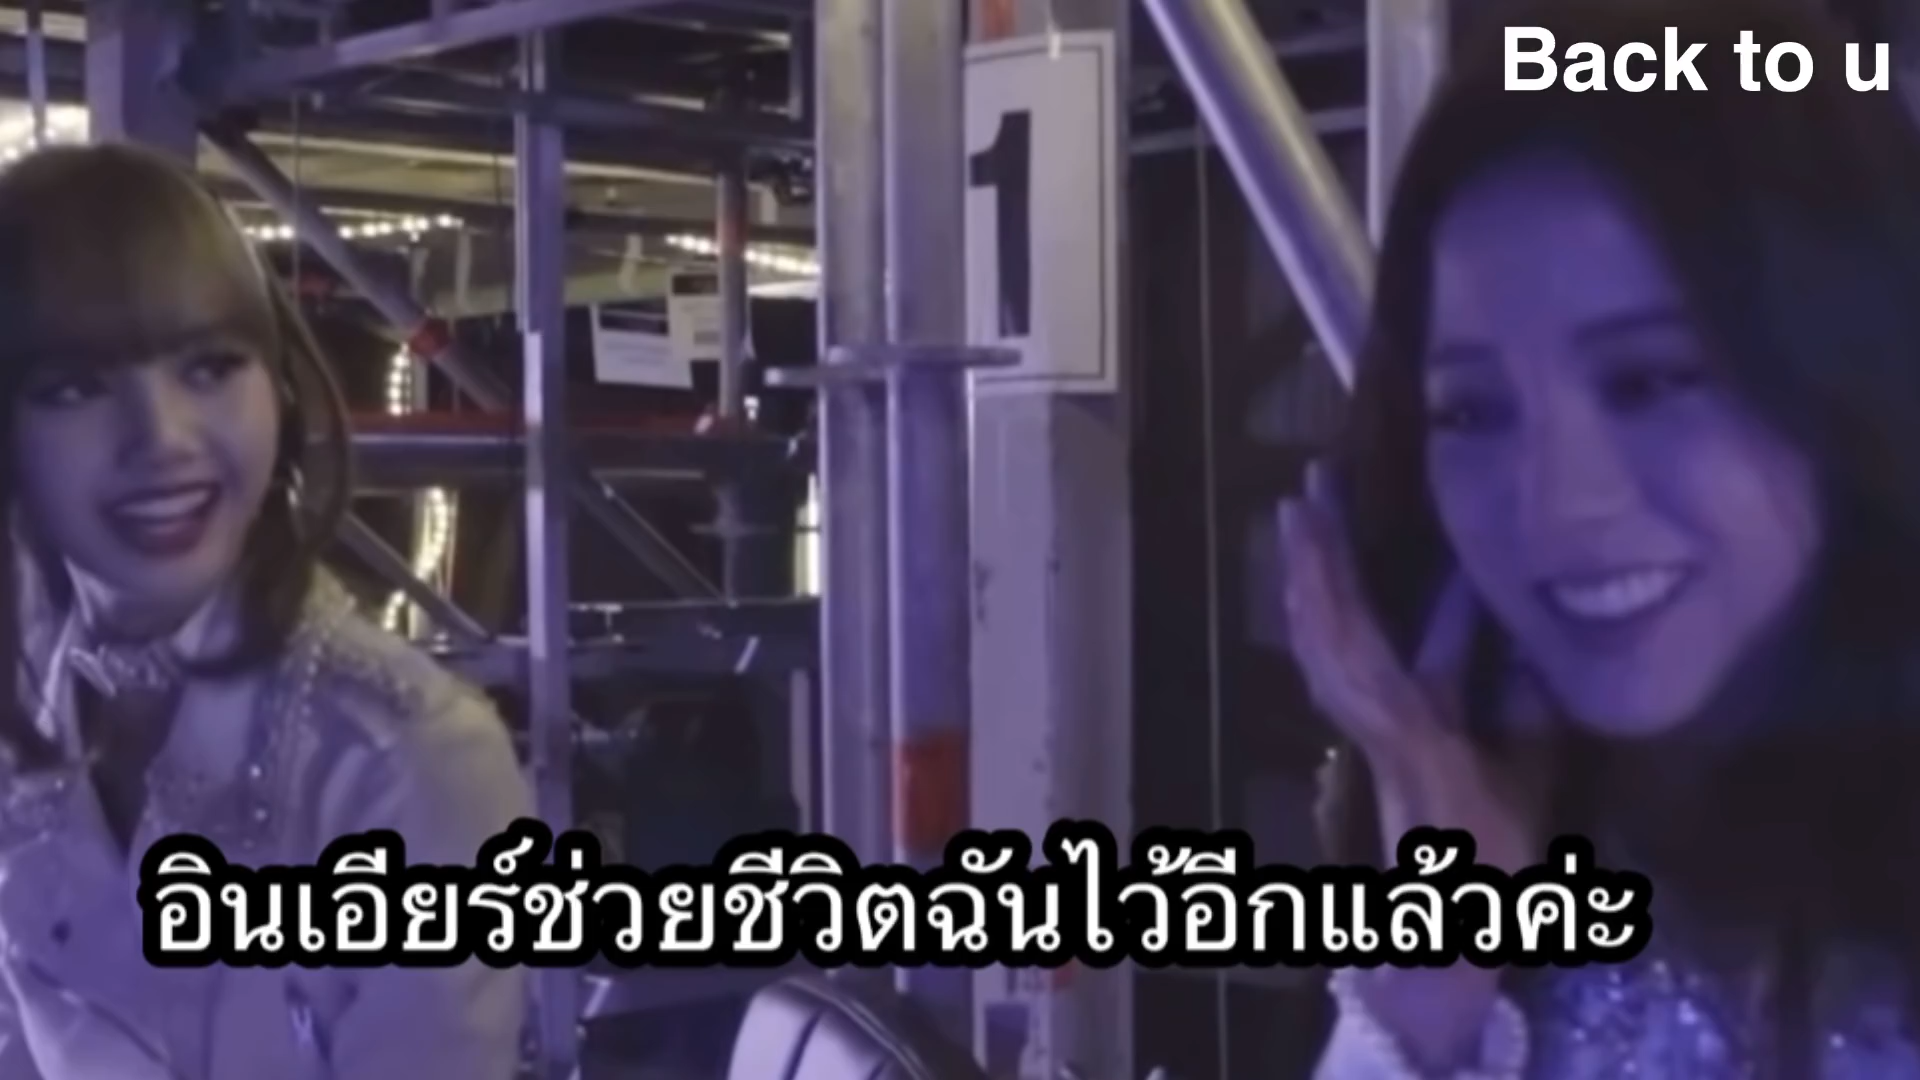 Back to u
1
อินเอียร์ช่วยชีวิตฉันไว้อีกแล้วค่ะ